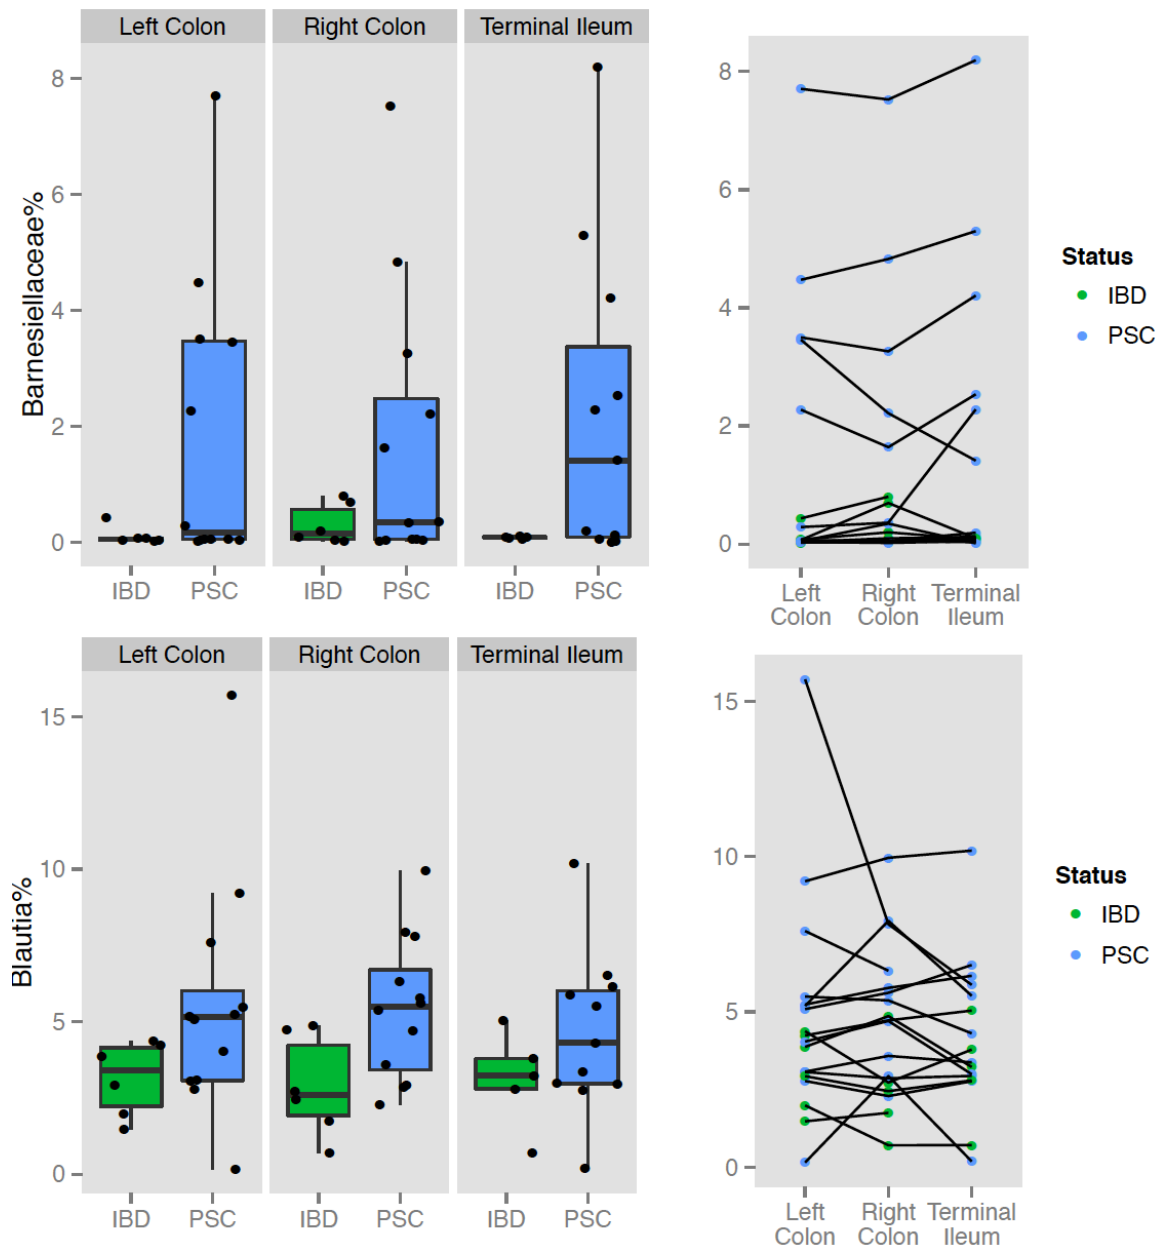 Left Colon Right Colon Terminal Ileum
Barnesiellaceae%
8
6
4
2
0
IBD PSC IBD PSC IBD PSC
8
6
4
2
0
Left Right Terminal
Colon Colon Ileum
Status
IBD
PSC
Left Colon Right Colon Terminal Ileum
Blautia%
15
10
5
0
IBD PSC IBD PSC IBD PSC
15
10
5
0
Left Right Terminal
Colon Colon Ileum
Status
IBD
PSC